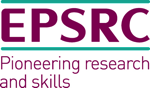 EPSRC
Pioneering research
and skills